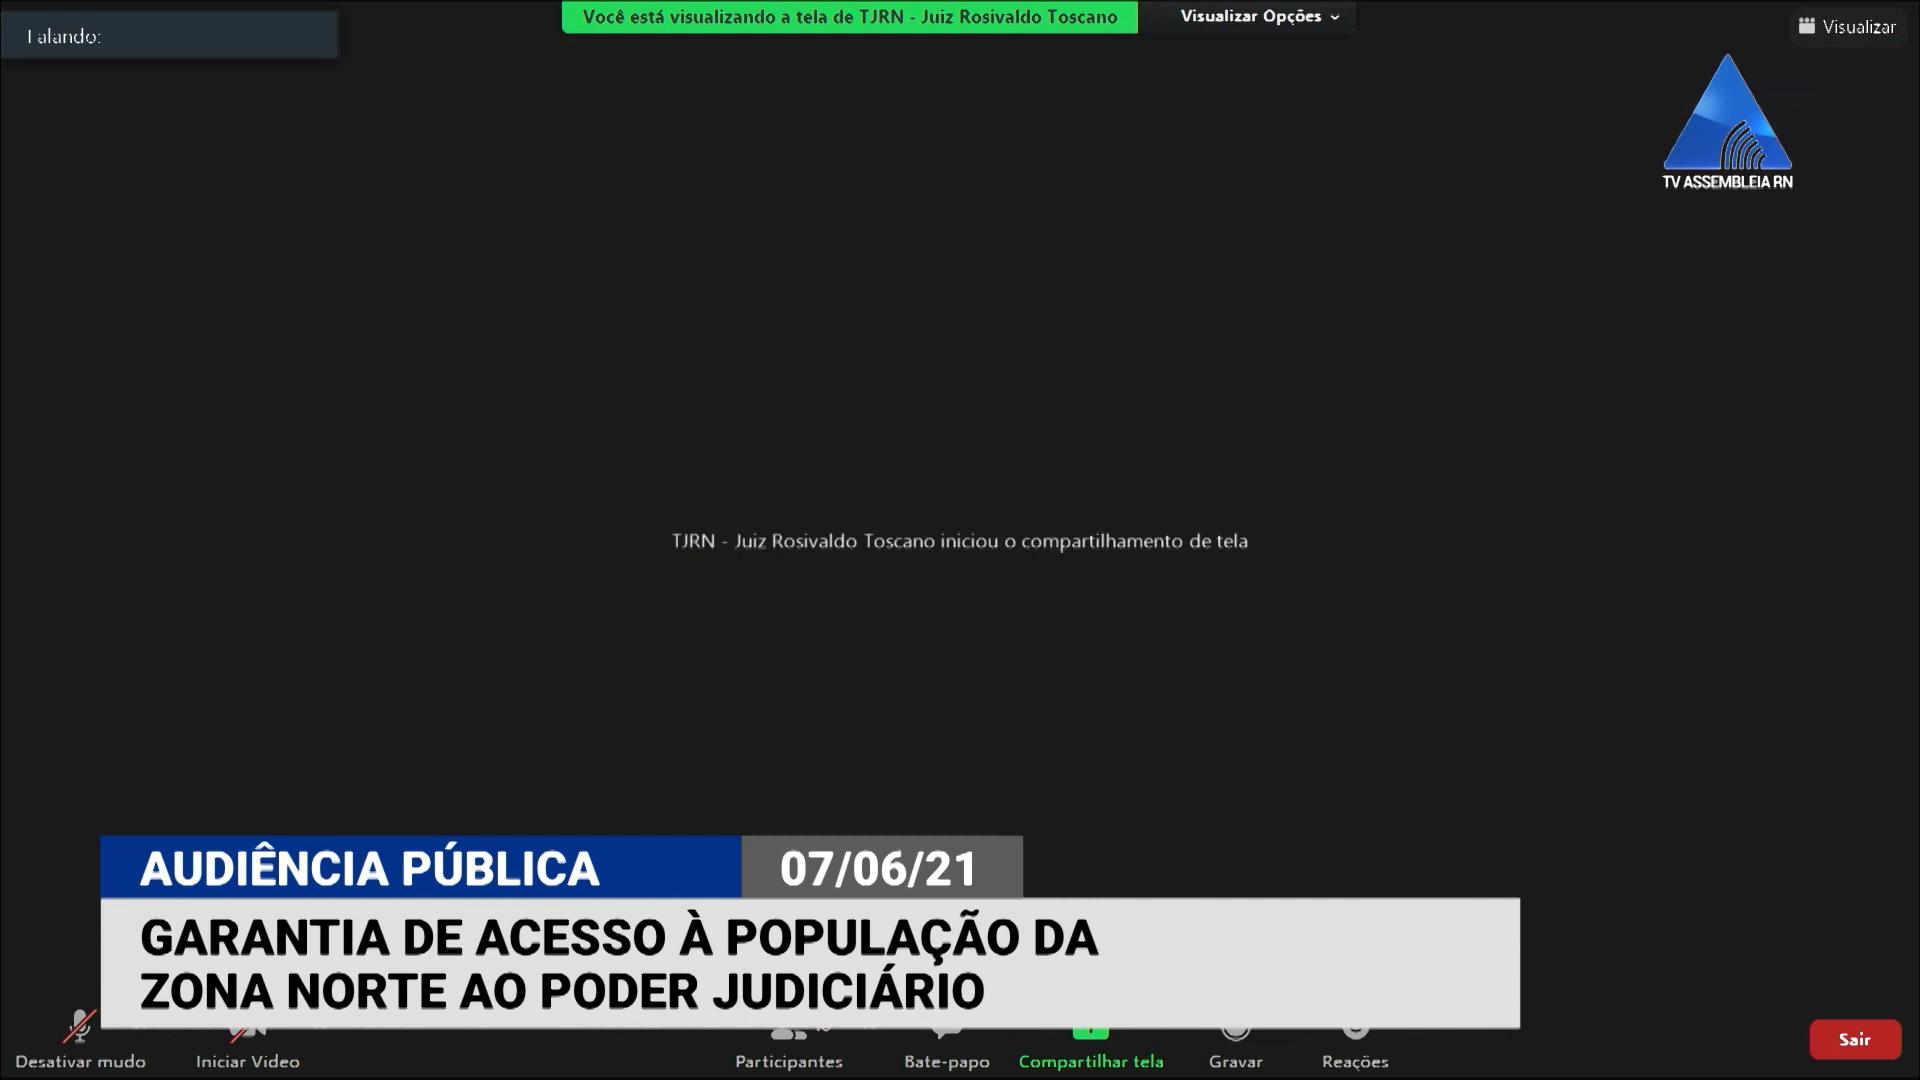 Falando:
Você está visualizando a tela de TJRN - Juiz Rosivaldo Toscano
Visualizar Opções
Visualizar
TV ASSEMBLEIA RN
TJRN - Juiz Rosivaldo Toscano iniciou o compartilhamento de tela
AUDIÊNCIA PÚBLICA
07/06/21
GARANTIA DE ACESSO À POPULAÇÃO DA
ZONA NORTE AO PODER JUDICIÁRIO
Desativar mudo
Iniciar Vídeo
Participantes
Bate-papo
Compartilhar tela
Gravar
Reações
Sair